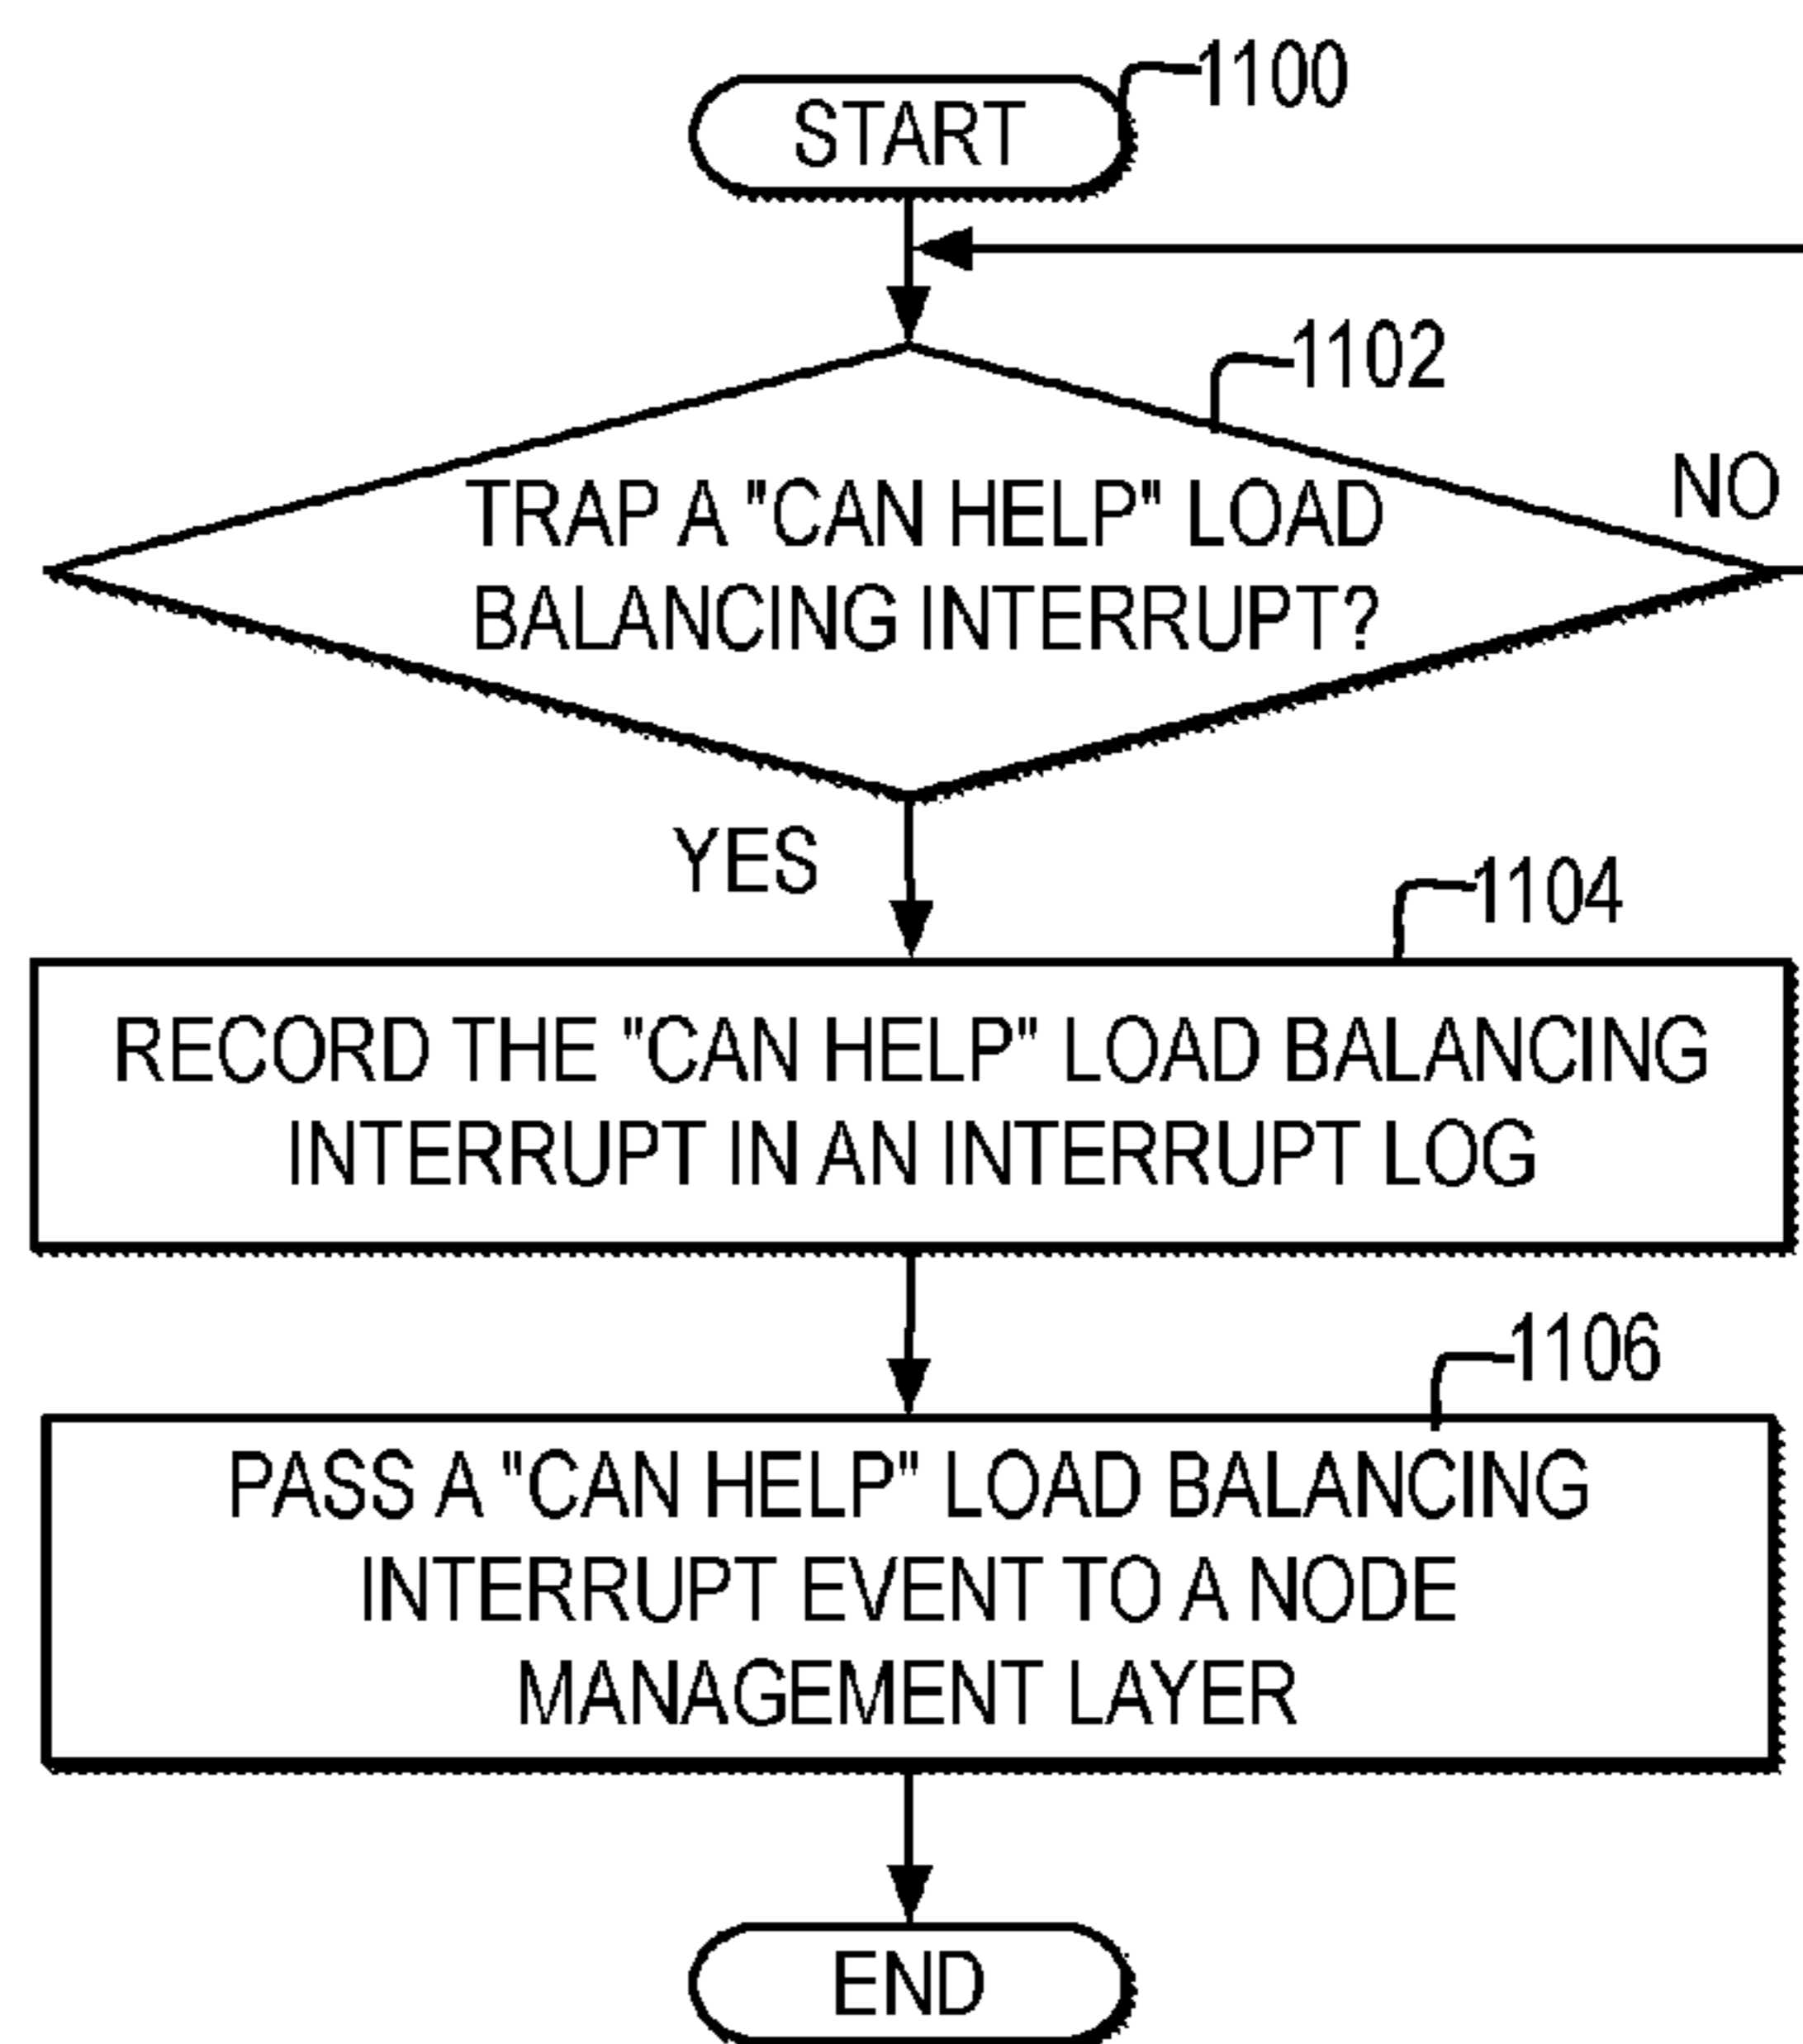 1100
START
1102
TRAP A "CAN HELP" LOAD
BALANCING INTERRUPT?
NO
YES
1104
RECORD THE "CAN HELP" LOAD BALANCING
INTERRUPT IN AN INTERRUPT LOG
1106
PASS A "CAN HELP" LOAD BALANCING
INTERRUPT EVENT TO A NODE
MANAGEMENT LAYER
END